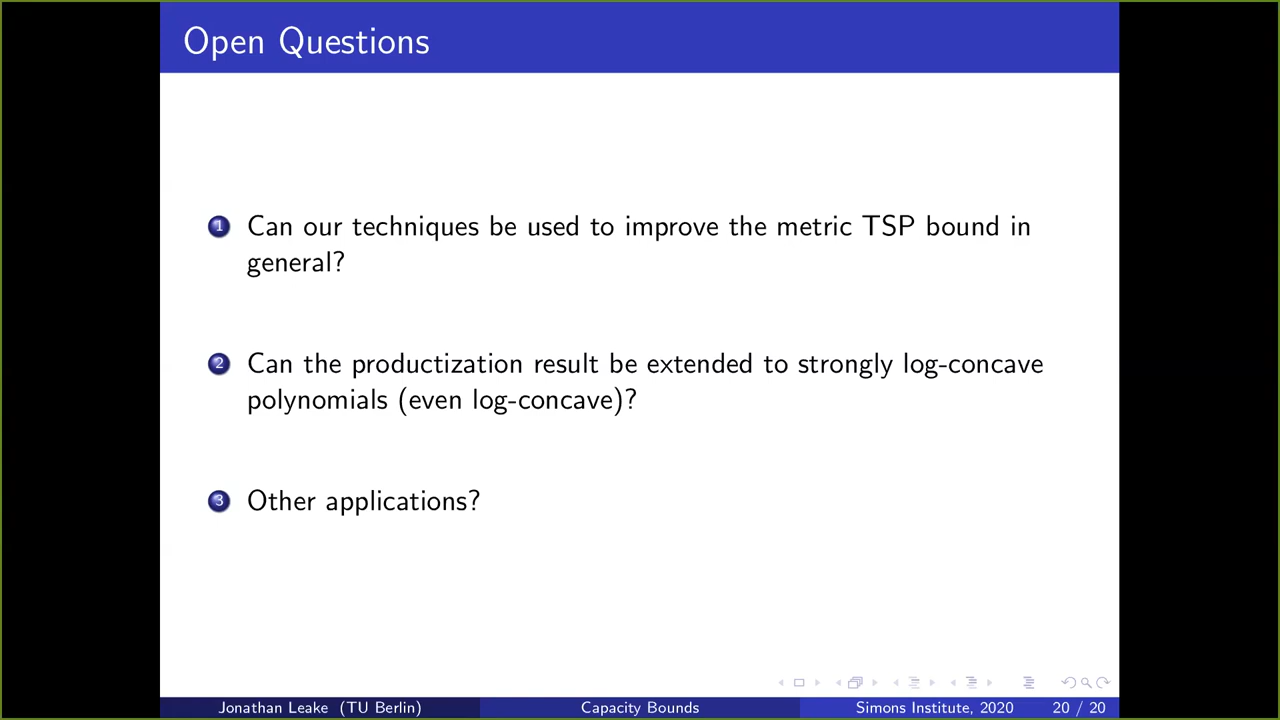 Open Questions
1 Can our techniques be used to improve the metric TSP bound in
general?
2 Can the productization result be extended to strongly log-concave
polynomials (even log-concave)?
3 Other applications?
Jonathan Leake (TU Berlin) Capacity Bounds Simons Institute, 2020 20 / 20